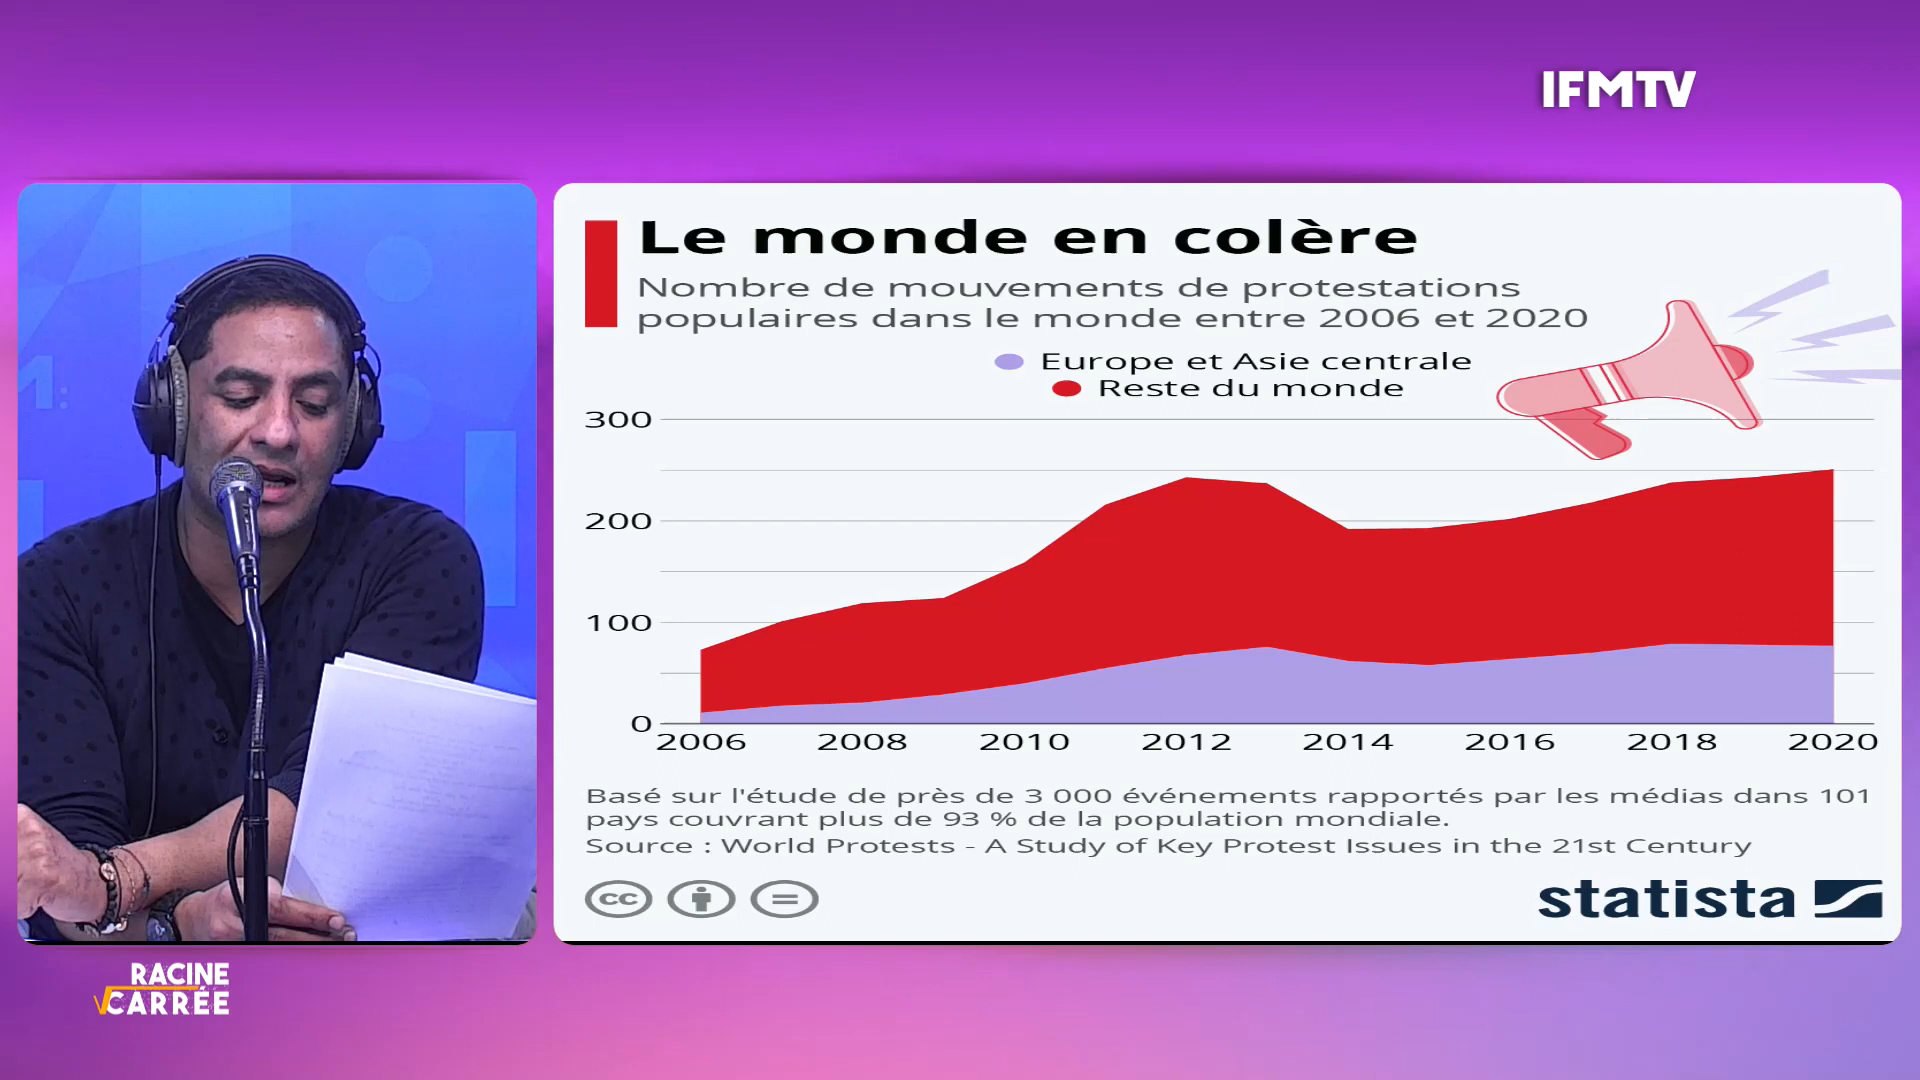 IFMTV
Le monde en colère
Nombre de mouvements de protestations
populaires dans le monde entre 2006 et 2020
Europe et Asie centrale
Reste du monde
300
200
100
0
2006 2008 2010 2012 2014 2016 2018 2020
Basé sur l'étude de près de 3 000 événements rapportés par les médias dans 101
pays couvrant plus de 93 % de la population mondiale.
Source : World Protests - A Study of Key Protest Issues in the 21st Century
cc
statista
RACINE
CARRÉE